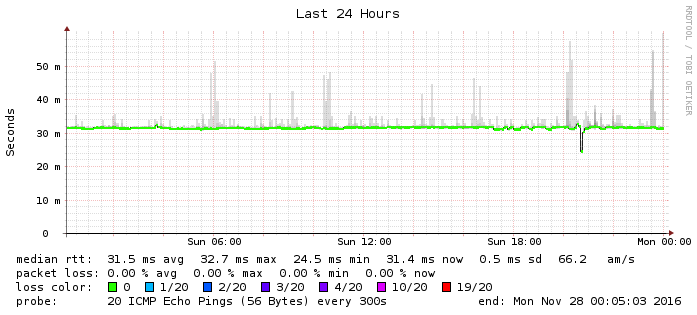 Last 24 Hours
RRDTOOL / TOBI OETIKER
Seconds
50 m
40 m
30 m
20 m
10 m
0
Sun 06:00 Sun 12:00 Sun 18:00 Mon 00:00
median rtt: 31.5 ms avg 32.7 ms max 24.5 ms min 31.4 ms now 0.5 ms sd 66.2 am/s
packet loss: 0.00 % avg 0.00 % max 0.00 % min 0.00 % now
loss color: 0 1/20 2/20 3/20 4/20 10/20 19/20
probe: 20 ICMP Echo Pings (56 Bytes) every 300s end: Mon Nov 28 00:05:03 2016